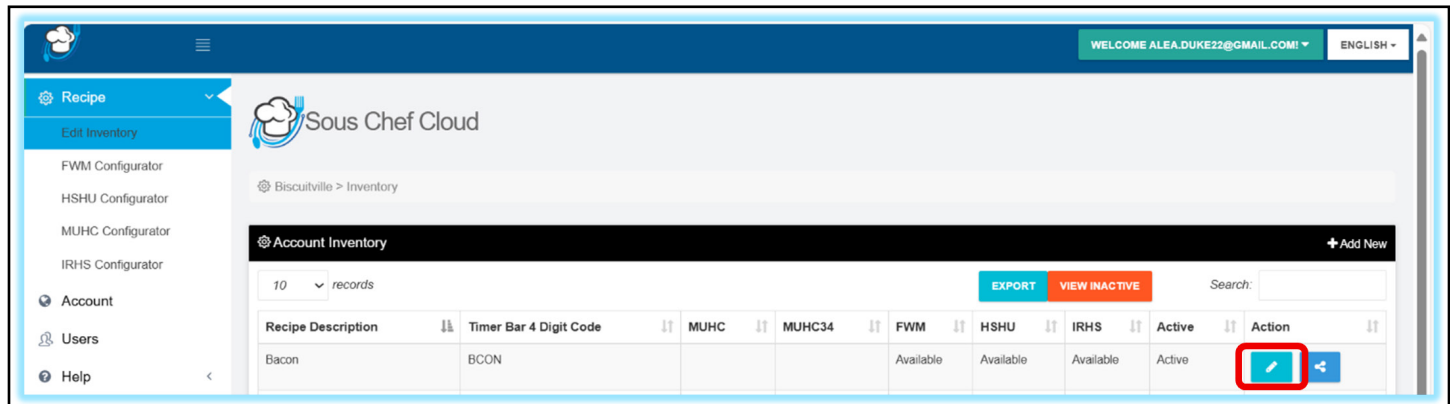 WELCOME ALEA.DUKE22@GMAIL.COM!
ENGLISH
Recipe
Edit Inventory
FWM Configurator
HSHU Configurator
MUHC Configurator
IRHS Configurator
Account
Users
Help
Sous Chef Cloud
Biscuitville > Inventory
Account Inventory
+Add New
10 records
EXPORT
VIEW INACTIVE
Search:
Recipe Description Timer Bar 4 Digit Code MUHC MUHC34 FWM HSHU IRHS Active Action
Bacon BCON Available Available Available Active